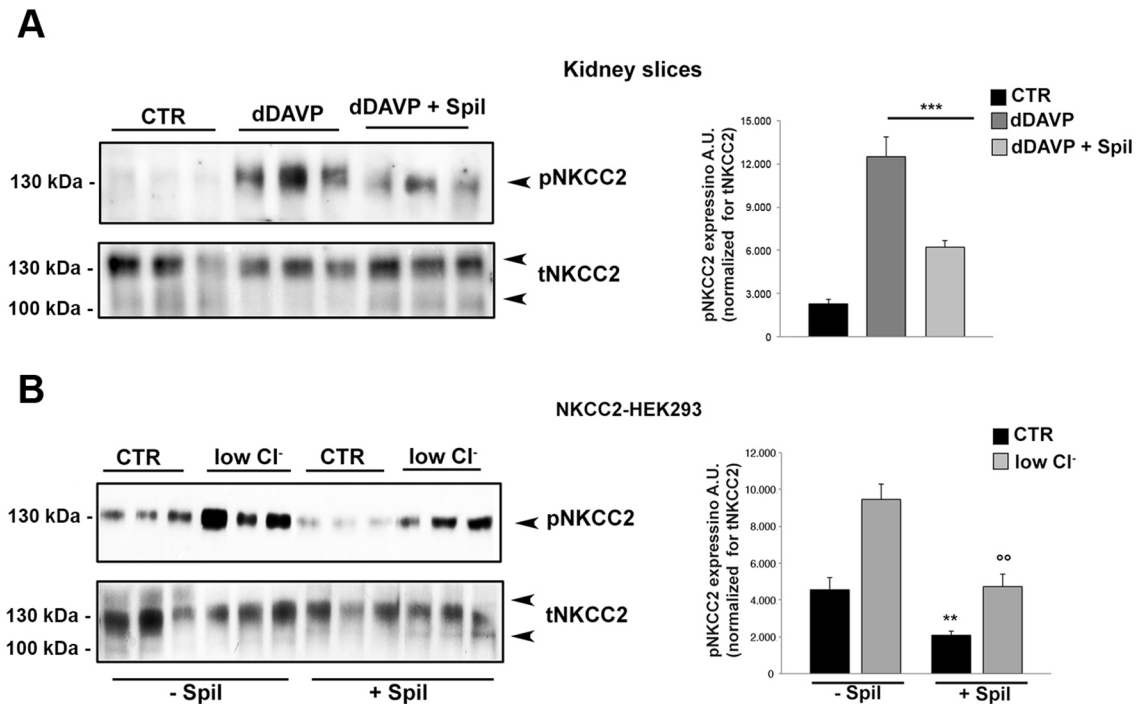 A
Kidney slices
CTR
dDAVP
dDAVP + Spil
130 kDa -
pNKCC2
130 kDa -
100 kDa -
tNKCC2
CTR
dDAVP
dDAVP + Spil
***
pNKCC2 expressino A.U.
(normalized for tNKCC2)
15.000
12.000
9.000
6.000
3.000
0
B
NKCC2-HEK293
CTR
low Cl-
CTR
low Cl-
130 kDa -
pNKCC2
130 kDa -
100 kDa -
tNKCC2
- Spil
+ Spil
CTR
low Cl-
pNKCC2 expressino A.U.
(normalized for tNKCC2)
12.000
10.000
8.000
6.000
4.000
2.000
0
**
°°
- Spil
+ Spil